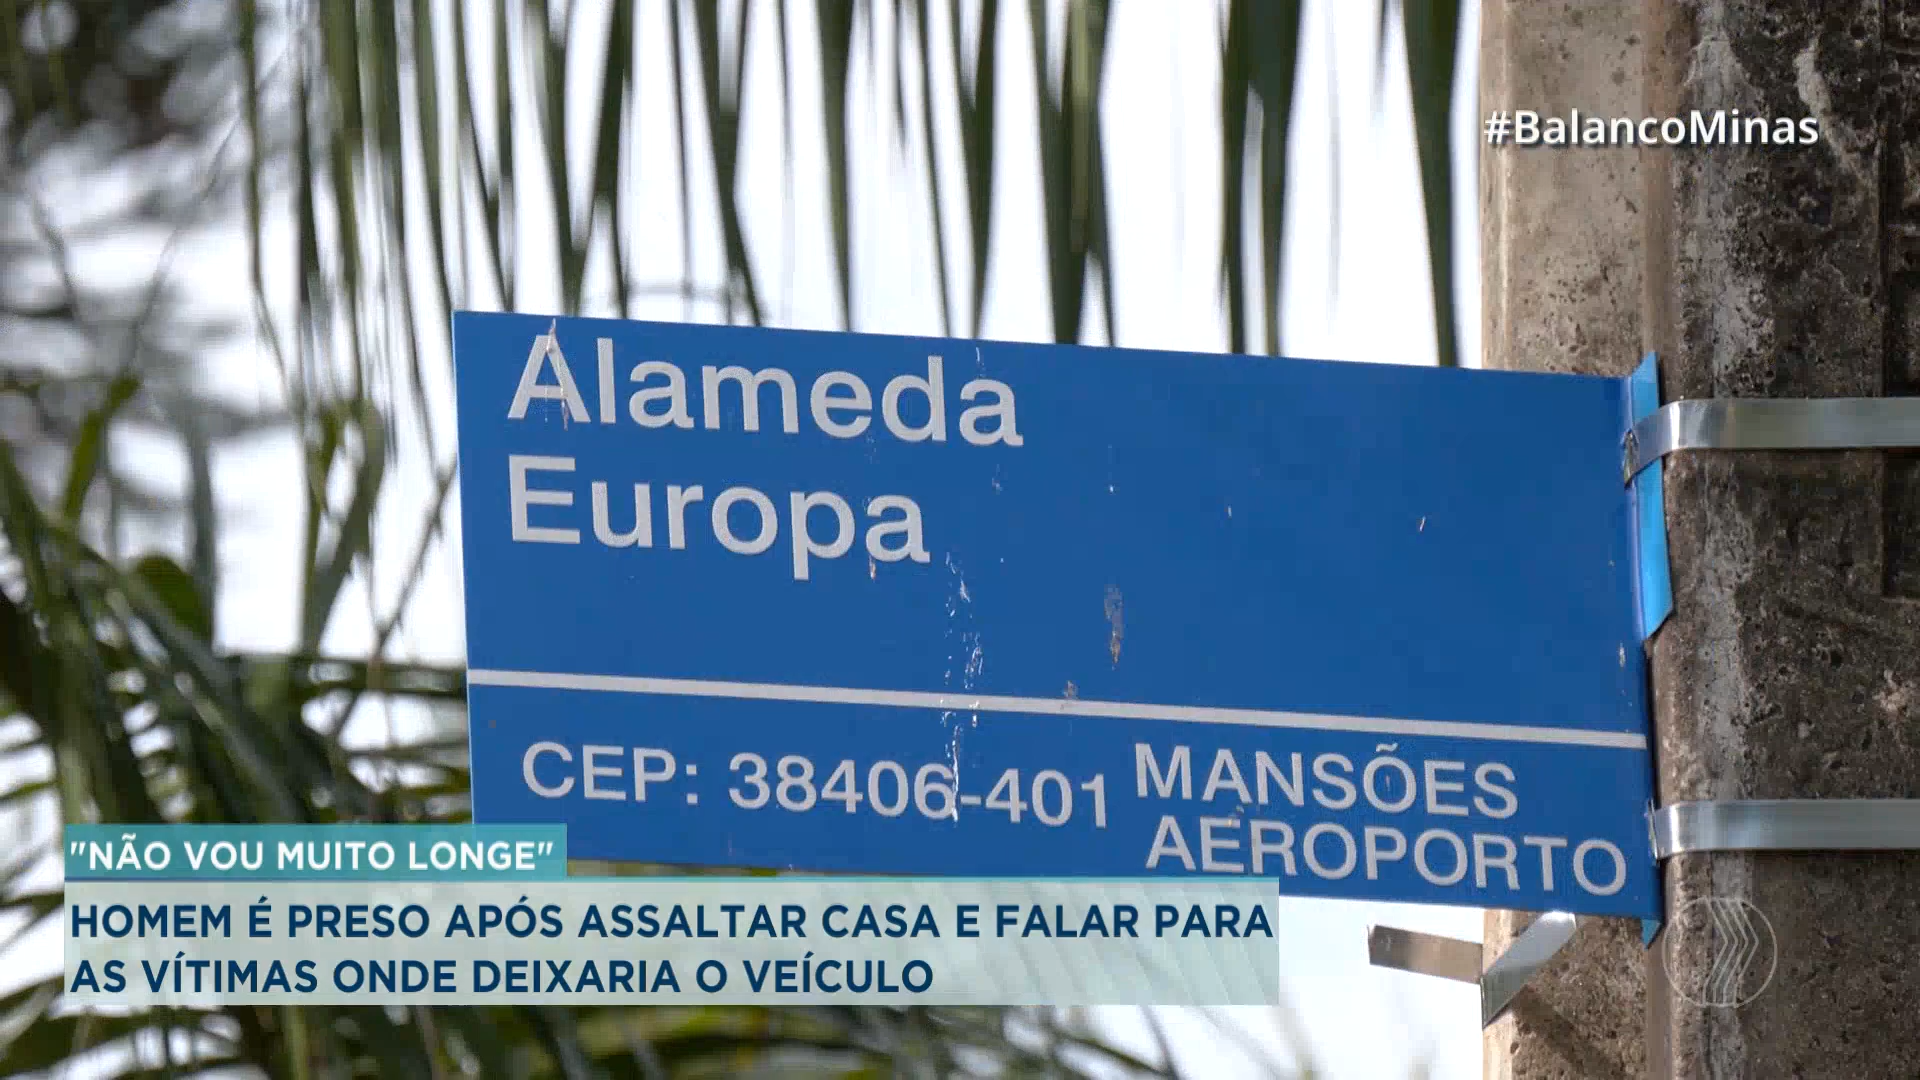 #BalancoMinas
Alameda
Europa
CEP: 38406-401
MANSÕES
AEROPORTO
"NÃO VOU MUITO LONGE"
HOMEM É PRESO APÓS ASSALTAR CASA E FALAR PARA
AS VÍTIMAS ONDE DEIXARIA O VEÍCULO